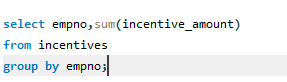 select empno,sum(incentive_amount)
from incentives
group by empno;